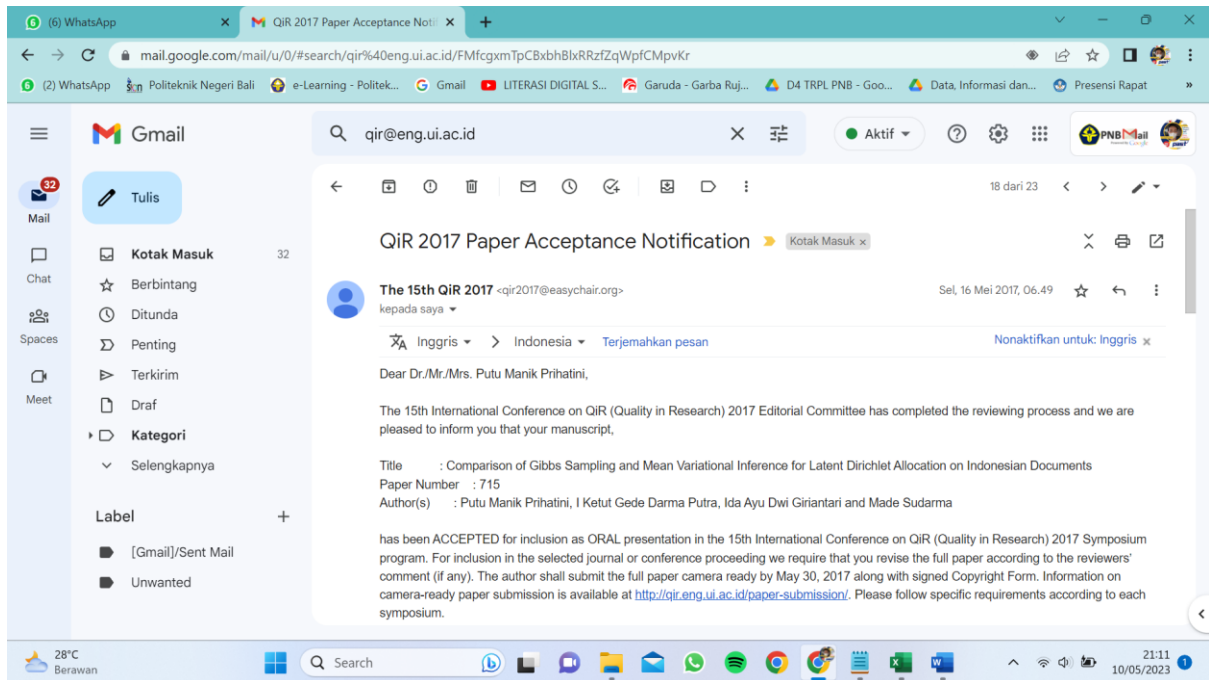 (6) WhatsApp
QiR 2017 Paper Acceptance Notifi
mail.google.com/mail/u/0/#search/qir%40eng.ui.ac.id/FMfcgxmTpCBxbhBlxRRzfZqWpfCMpvKr
(2) WhatsApp Politeknik Negeri Bali e-Learning - Politek... Gmail LITERASI DIGITAL S... Garuda - Garba Ruj... D4 TRPL PNB - Goo... Data, Informasi dan... Presensi Rapat »
Gmail
qir@eng.ui.ac.id
Aktif
PNBMail
32
Mail
Chat
Spaces
Meet
Tulis
Kotak Masuk 32
Berbintang
Ditunda
Penting
Terkirim
Draf
Kategori
Selengkapnya
Label +
[Gmail]/Sent Mail
Unwanted
18 dari 23
QiR 2017 Paper Acceptance Notification Kotak Masuk x
The 15th QiR 2017 <qir2017@easychair.org> Sel, 16 Mei 2017, 06.49
kepada saya
Inggris > Indonesia Terjemahkan pesan Nonaktifkan untuk: Inggris x
Dear Dr./Mr./Mrs. Putu Manik Prihatini,
The 15th International Conference on QiR (Quality in Research) 2017 Editorial Committee has completed the reviewing process and we are
pleased to inform you that your manuscript,
Title : Comparison of Gibbs Sampling and Mean Variational Inference for Latent Dirichlet Allocation on Indonesian Documents
Paper Number : 715
Author(s) : Putu Manik Prihatini, I Ketut Gede Darma Putra, Ida Ayu Dwi Giriantari and Made Sudarma
has been ACCEPTED for inclusion as ORAL presentation in the 15th International Conference on QiR (Quality in Research) 2017 Symposium
program. For inclusion in the selected journal or conference proceeding we require that you revise the full paper according to the reviewers'
comment (if any). The author shall submit the full paper camera ready by May 30, 2017 along with signed Copyright Form. Information on
camera-ready paper submission is available at http://qir.eng.ui.ac.id/paper-submission/. Please follow specific requirements according to each
symposium.
28°C
Berawan
Search
21:11
10/05/2023
1